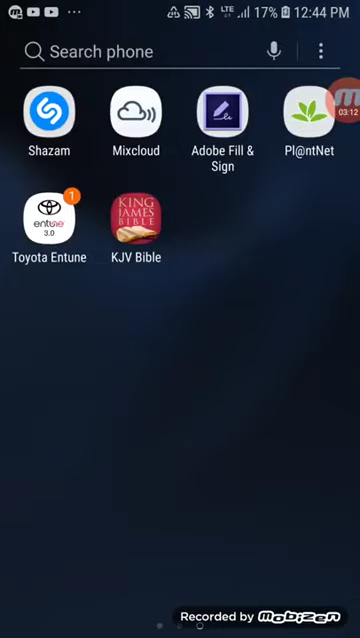 LTE 17% 12:44 PM
Search phone
03:12
Shazam Mixcloud Adobe Fill & Sign Pl@ntNet
1
entune
3.0
KING
JAMES
BIBLE
Toyota Entune KJV Bible
Recorded by mobizen